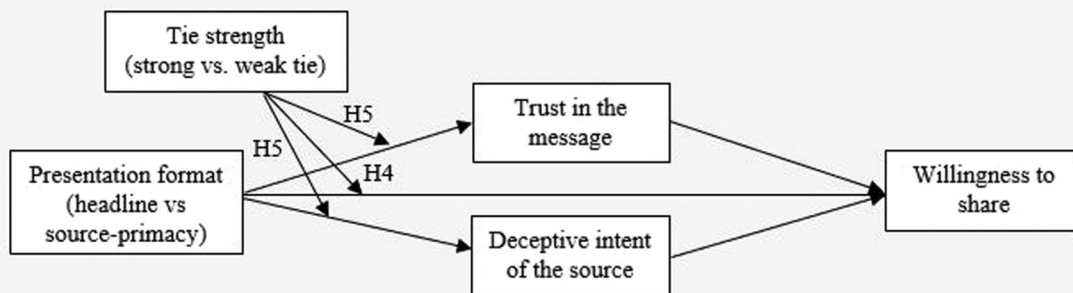 Tie strength
(strong vs. weak tie)
H5
Trust in the
message
H5
H4
Presentation format
(headline vs
source-primacy)
Willingness to
share
Deceptive intent
of the source